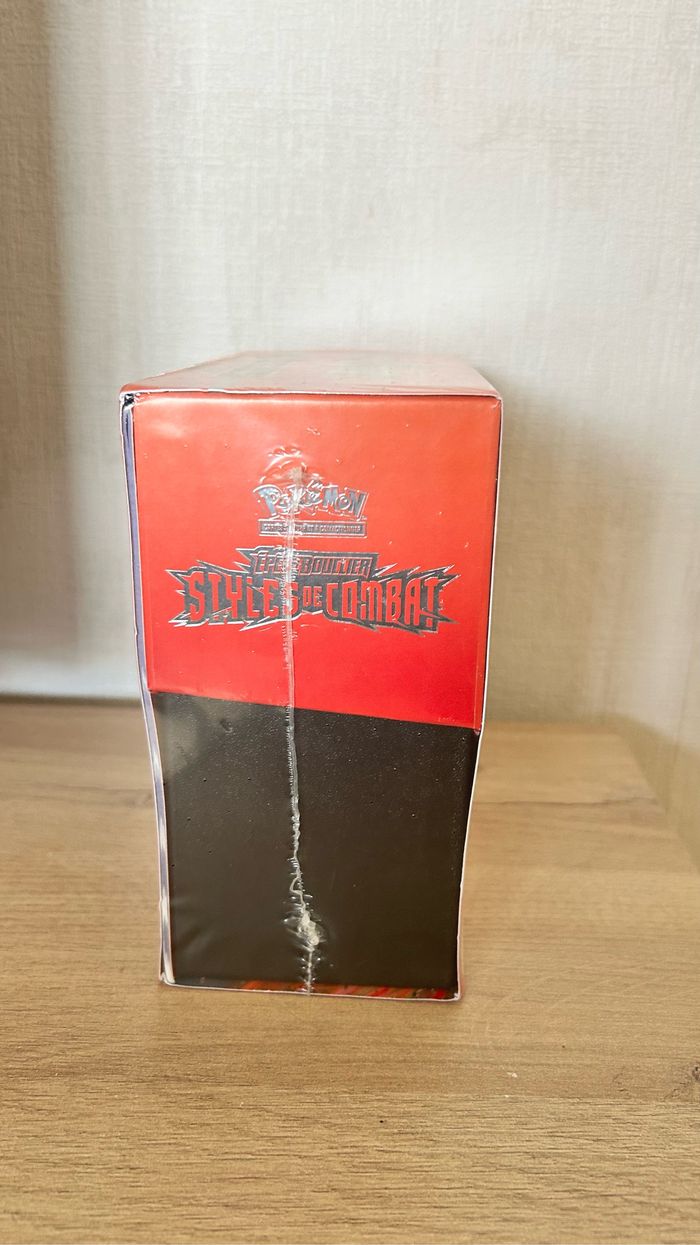 Pokémon
ÉPÉE ET BOUCLIER
STYLES DE COMBAT